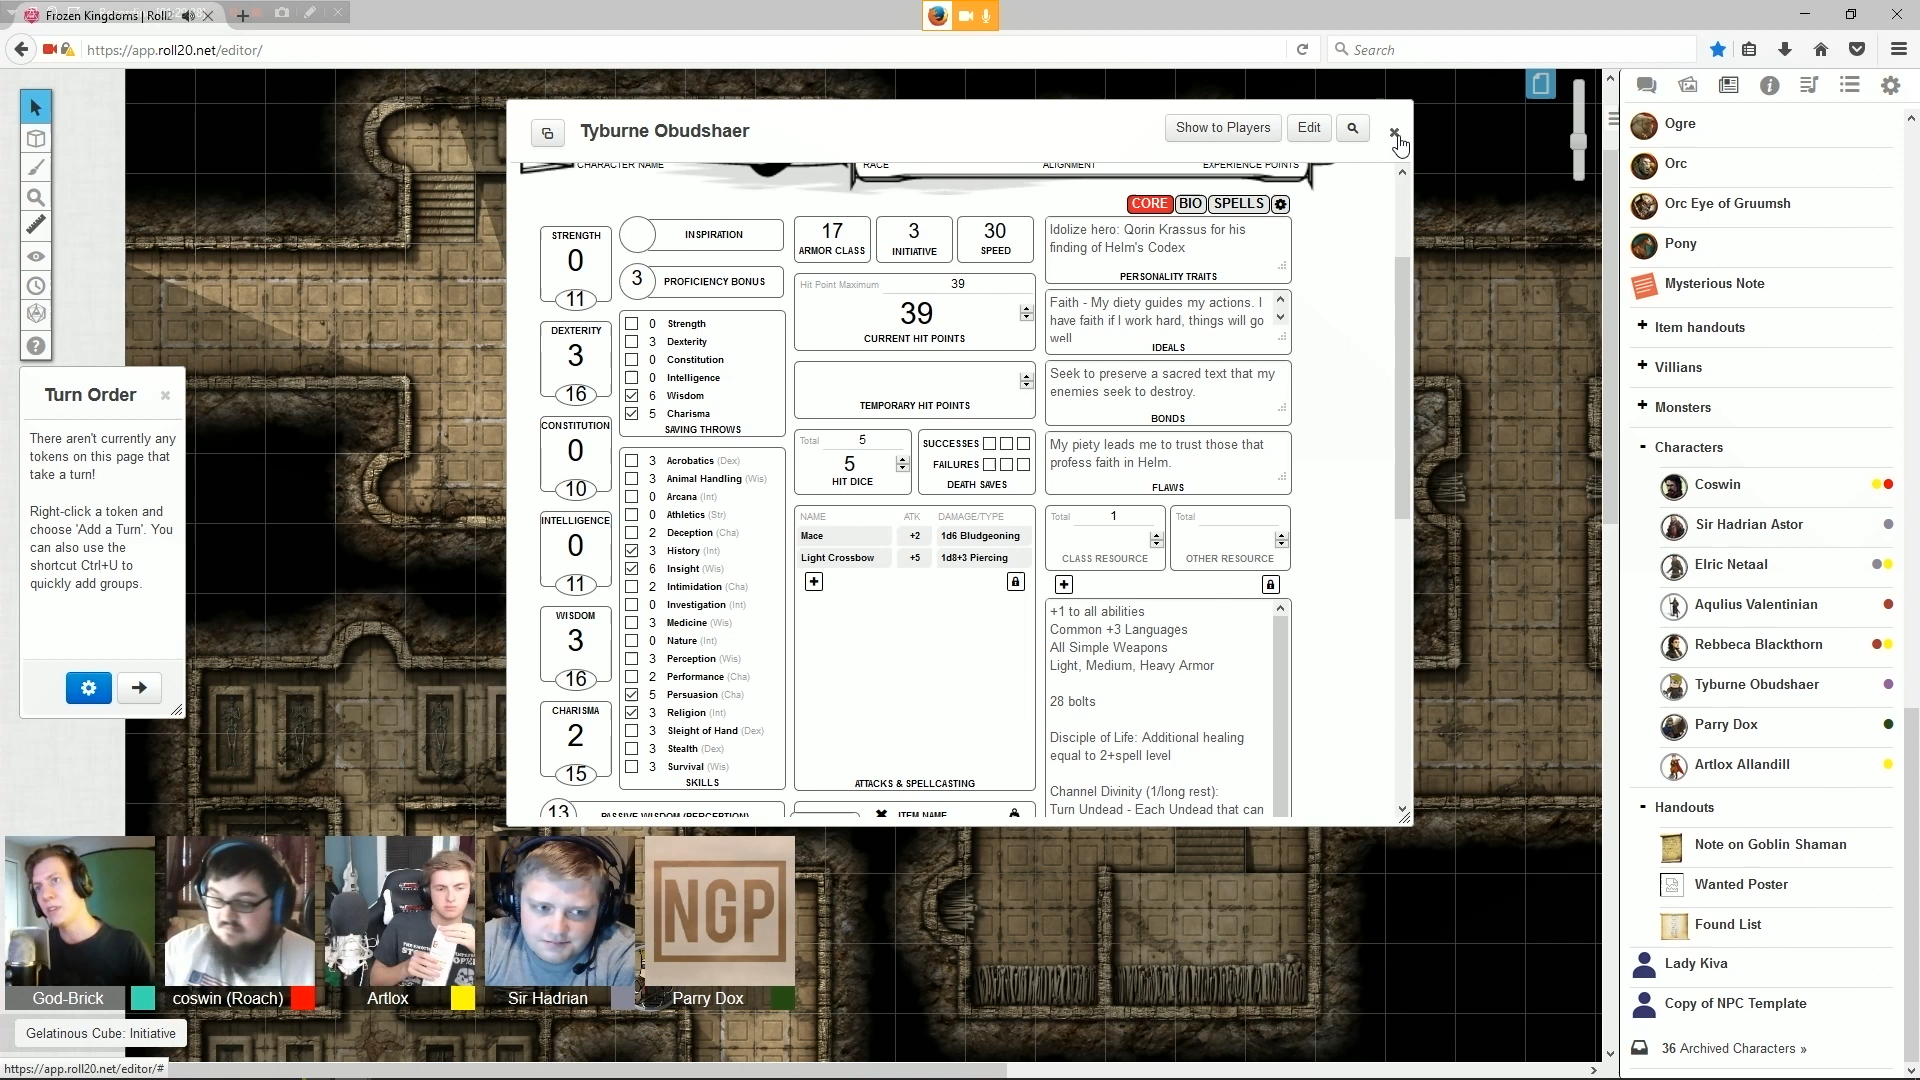 Frozen Kingdoms | Roll2
https://app.roll20.net/editor/
Search
Tyburne Obudshaer
Show to Players
Edit
CHARACTER NAME
RACE
ALIGNMENT
EXPERIENCE POINTS
CORE
BIO
SPELLS
STRENGTH
0
11
DEXTERITY
3
16
CONSTITUTION
0
10
INTELLIGENCE
0
11
WISDOM
3
16
CHARISMA
2
15
13
PASSIVE WISDOM (PERCEPTION)
INSPIRATION
3 PROFICIENCY BONUS
0 Strength
3 Dexterity
0 Constitution
0 Intelligence
6 Wisdom
5 Charisma
SAVING THROWS
3 Acrobatics (Dex)
3 Animal Handling (Wis)
0 Arcana (Int)
0 Athletics (Str)
2 Deception (Cha)
3 History (Int)
6 Insight (Wis)
2 Intimidation (Cha)
0 Investigation (Int)
3 Medicine (Wis)
0 Nature (Int)
3 Perception (Wis)
2 Performance (Cha)
5 Persuasion (Cha)
3 Religion (Int)
3 Sleight of Hand (Dex)
3 Stealth (Dex)
3 Survival (Wis)
SKILLS
17
ARMOR CLASS
3
INITIATIVE
30
SPEED
Hit Point Maximum 39
39
CURRENT HIT POINTS
TEMPORARY HIT POINTS
Total 5
5
HIT DICE
SUCCESSES
FAILURES
DEATH SAVES
NAME ATK DAMAGE/TYPE
Mace +2 1d6 Bludgeoning
Light Crossbow +5 1d8+3 Piercing
ATTACKS & SPELLCASTING
ITEM NAME
Idolize hero: Qorin Krassus for his
finding of Helm's Codex
PERSONALITY TRAITS
Faith - My diety guides my actions. I
have faith if I work hard, things will go
well
IDEALS
Seek to preserve a sacred text that my
enemies seek to destroy.
BONDS
My piety leads me to trust those that
profess faith in Helm.
FLAWS
Total 1
CLASS RESOURCE
Total
OTHER RESOURCE
+1 to all abilities
Common +3 Languages
All Simple Weapons
Light, Medium, Heavy Armor
28 bolts
Disciple of Life: Additional healing
equal to 2+spell level
Channel Divinity (1/long rest):
Turn Undead - Each Undead that can
Turn Order
There aren't currently any
tokens on this page that
take a turn!
Right-click a token and
choose 'Add a Turn'. You
can also use the
shortcut Ctrl+U to
quickly add groups.
Ogre
Orc
Orc Eye of Gruumsh
Pony
Mysterious Note
Item handouts
Villians
Monsters
Characters
Coswin
Sir Hadrian Astor
Elric Netaal
Aqulius Valentinian
Rebbeca Blackthorn
Tyburne Obudshaer
Parry Dox
Artlox Allandill
Handouts
Note on Goblin Shaman
Wanted Poster
Found List
Lady Kiva
Copy of NPC Template
36 Archived Characters »
NGP
God-Brick
coswin (Roach)
Artlox
Sir Hadrian
Parry Dox
Gelatinous Cube: Initiative
https://app.roll20.net/editor/#